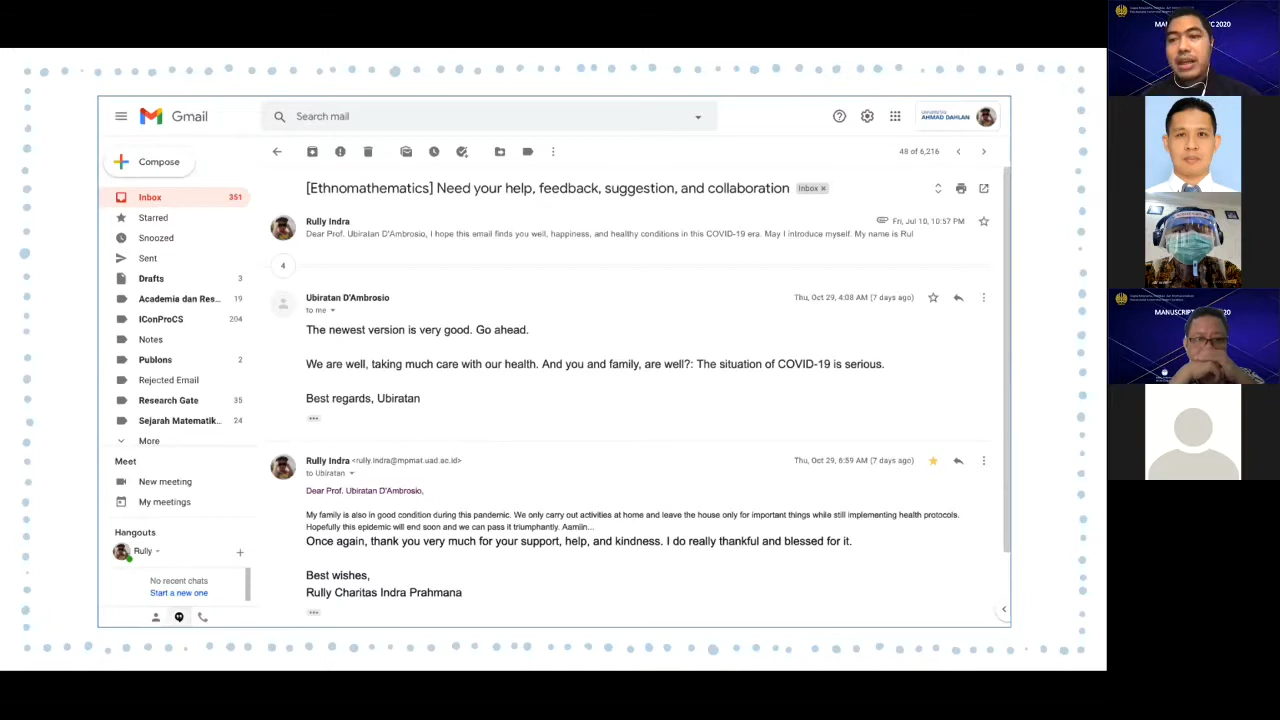 Gmail
Search mail
UNIVERSITAS
AHMAD DAHLAN
Compose
48 of 6,216
Inbox 351
Starred
Snoozed
Sent
Drafts 3
Academia dan Res... 19
IConProCS 204
Notes
Publons 2
Rejected Email
Research Gate 35
Sejarah Matematik... 24
More
Meet
New meeting
My meetings
Hangouts
Rully
No recent chats
Start a new one
[Ethnomathematics] Need your help, feedback, suggestion, and collaboration Inbox x
Rully Indra Fri, Jul 10, 10:57 PM
Dear Prof. Ubiratan D'Ambrosio, I hope this email finds you well, happiness, and healthy conditions in this COVID-19 era. May I introduce myself. My name is Rul
4
Ubiratan D'Ambrosio Thu, Oct 29, 4:08 AM (7 days ago)
to me
The newest version is very good. Go ahead.
We are well, taking much care with our health. And you and family, are well?: The situation of COVID-19 is serious.
Best regards, Ubiratan
Rully Indra <rully.indra@mpmat.uad.ac.id> Thu, Oct 29, 6:59 AM (7 days ago)
to Ubiratan
Dear Prof. Ubiratan D'Ambrosio,
My family is also in good condition during this pandemic. We only carry out activities at home and leave the house only for important things while still implementing health protocols.
Hopefully this epidemic will end soon and we can pass it triumphantly. Aamiin...
Once again, thank you very much for your support, help, and kindness. I do really thankful and blessed for it.
Best wishes,
Rully Charitas Indra Prahmana
2020
2020